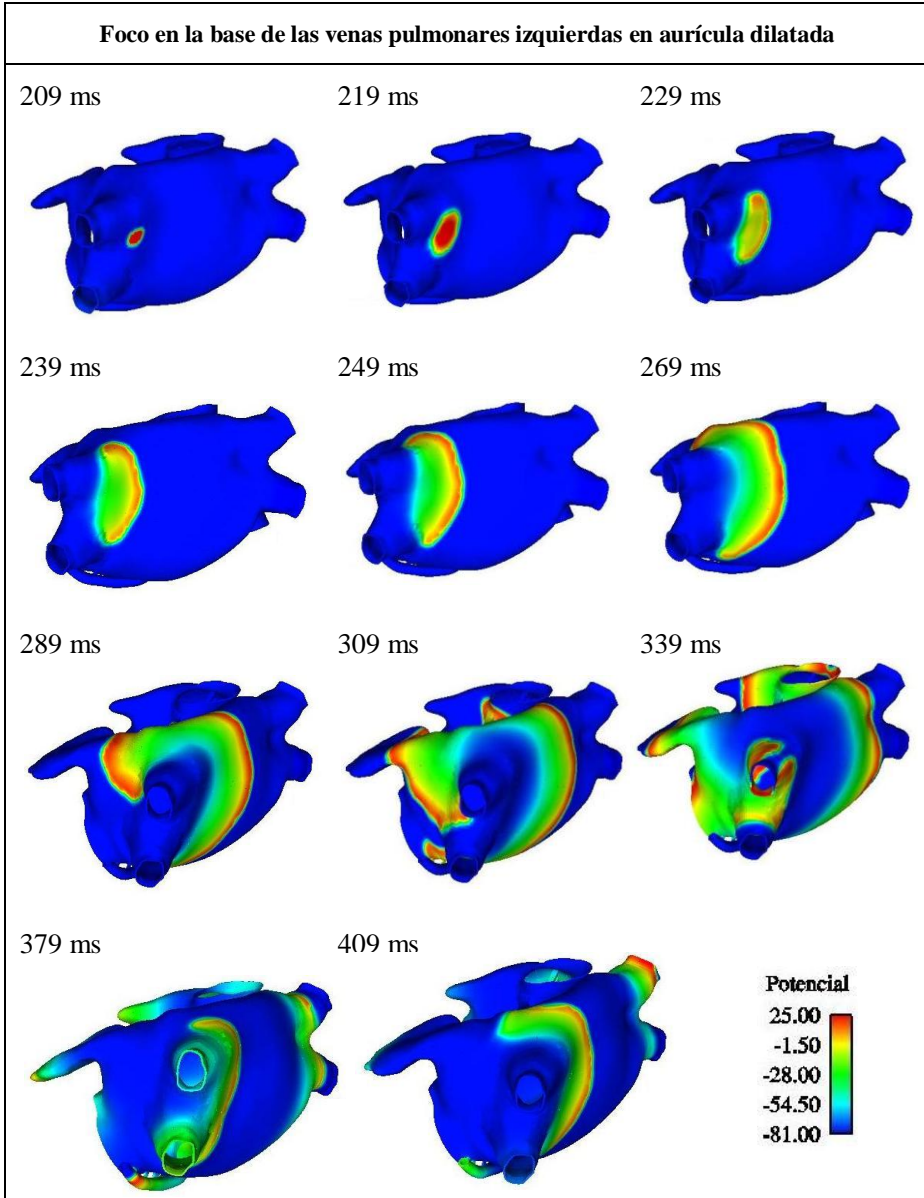 Foco en la base de las venas pulmonares izquierdas en aurícula dilatada
209 ms
219 ms
229 ms
239 ms
249 ms
269 ms
289 ms
309 ms
339 ms
379 ms
409 ms
Potencial
25.00
-1.50
-28.00
-54.50
-81.00